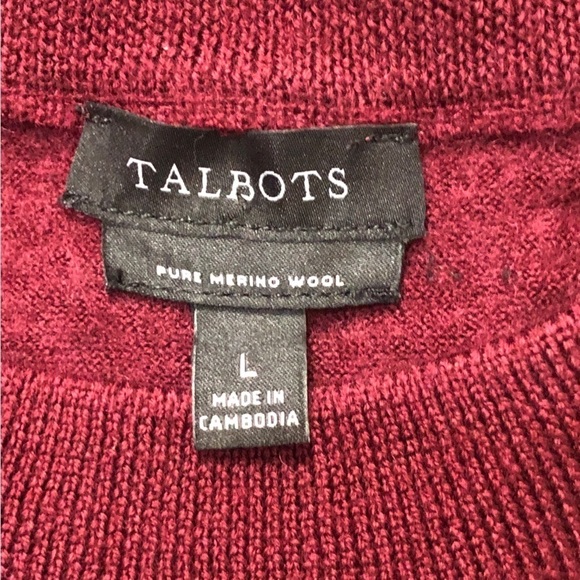 TALBOTS
PURE MERINO WOOL
L
MADE IN
CAMBODIA